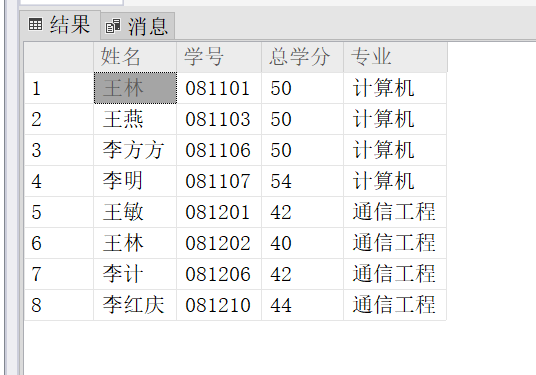 结果 消息
姓名 学号 总学分 专业
1 王林 081101 50 计算机
2 王燕 081103 50 计算机
3 李方方 081106 50 计算机
4 李明 081107 54 计算机
5 王敏 081201 42 通信工程
6 王林 081202 40 通信工程
7 李计 081206 42 通信工程
8 李红庆 081210 44 通信工程